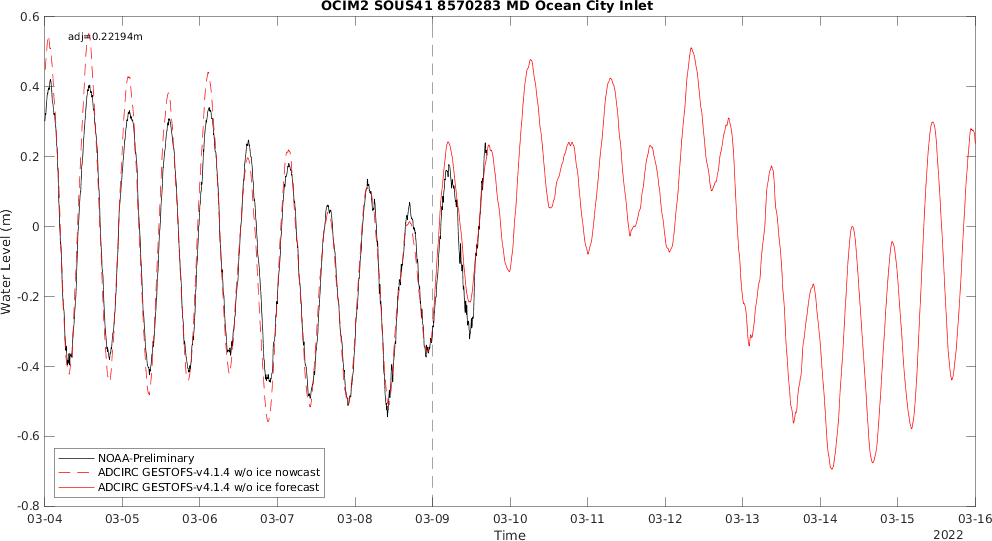 OCIM2 SOUS41 8570283 MD Ocean City Inlet
adj=0.22194m
0.6
0.4
0.2
0
-0.2
-0.4
-0.6
-0.8
Water Level (m)
NOAA-Preliminary
ADCIRC GESTOFS-v4.1.4 w/o ice nowcast
ADCIRC GESTOFS-v4.1.4 w/o ice forecast
03-04 03-05 03-06 03-07 03-08 03-09 03-10 03-11 03-12 03-13 03-14 03-15 03-16
Time
2022